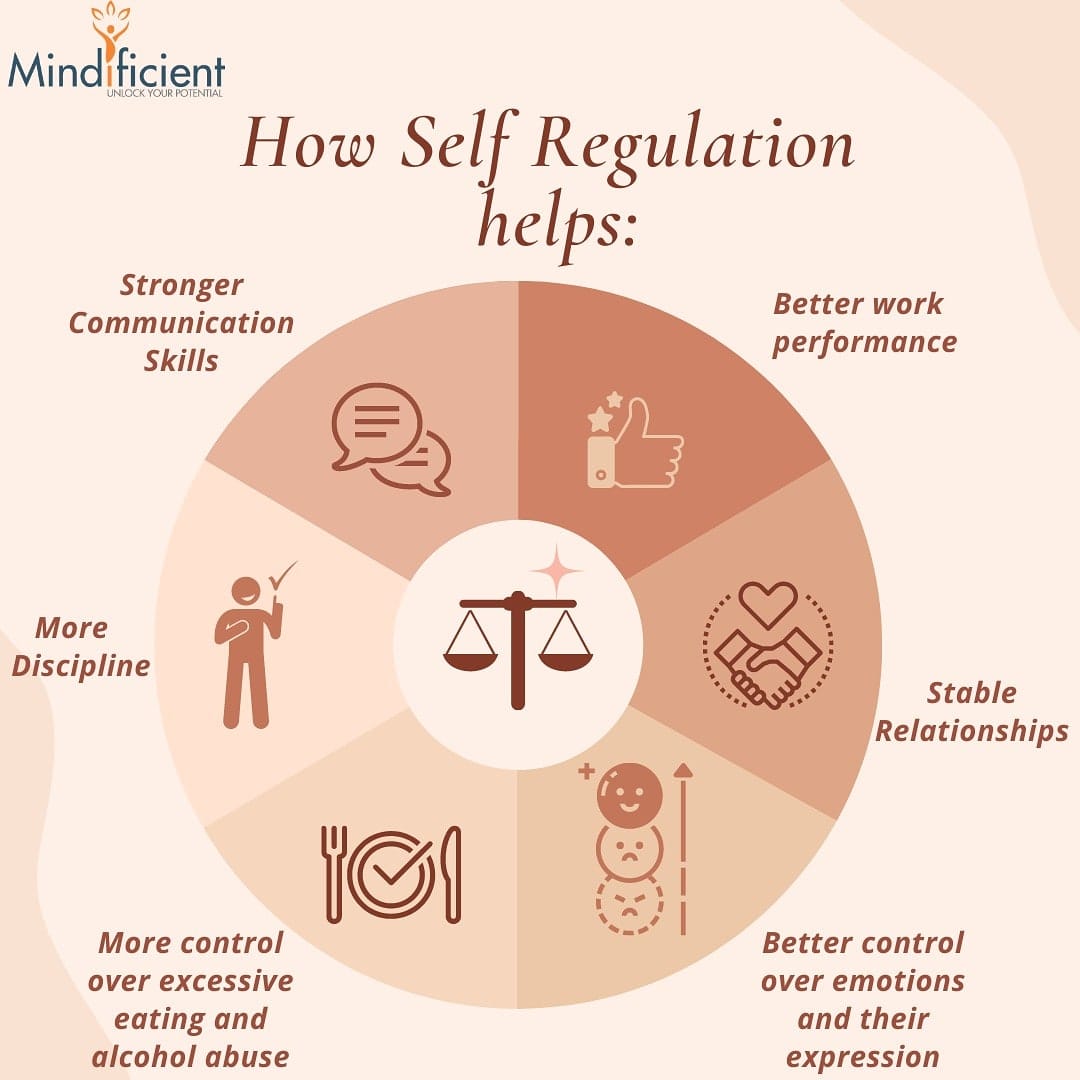 Mindificient
UNLOCK YOUR POTENTIAL
How Self Regulation
helps:
Stronger
Communication
Skills
Better work
performance
More
Discipline
Stable
Relationships
More control
over excessive
eating and
alcohol abuse
Better control
over emotions
and their
expression